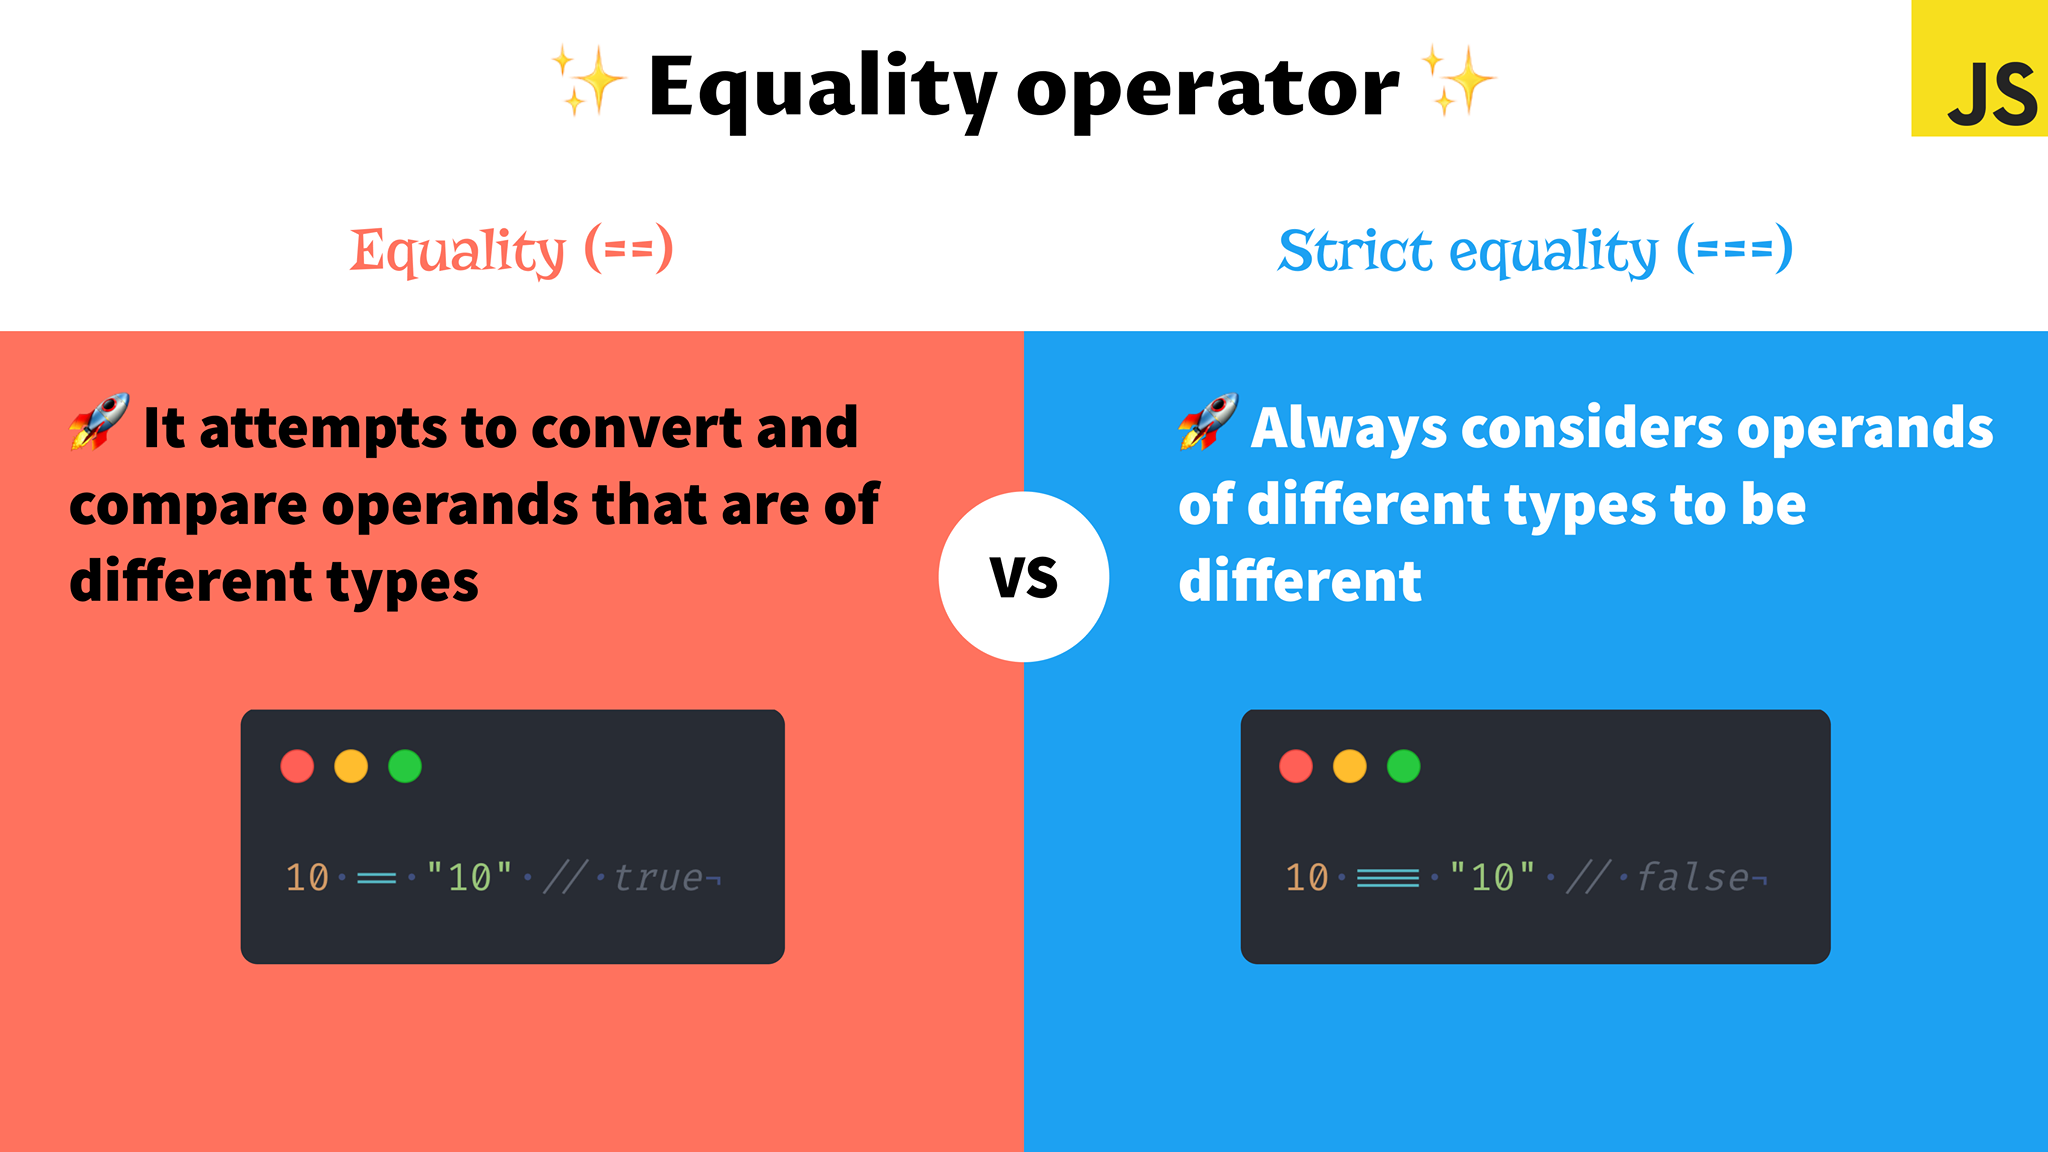 ✨ Equality operator ✨
JS
Equality (==)
Strict equality (===)
🚀 It attempts to convert and
compare operands that are of
different types
VS
🚀 Always considers operands
of different types to be
different
10 == "10" // true¬
10 === "10" // false¬